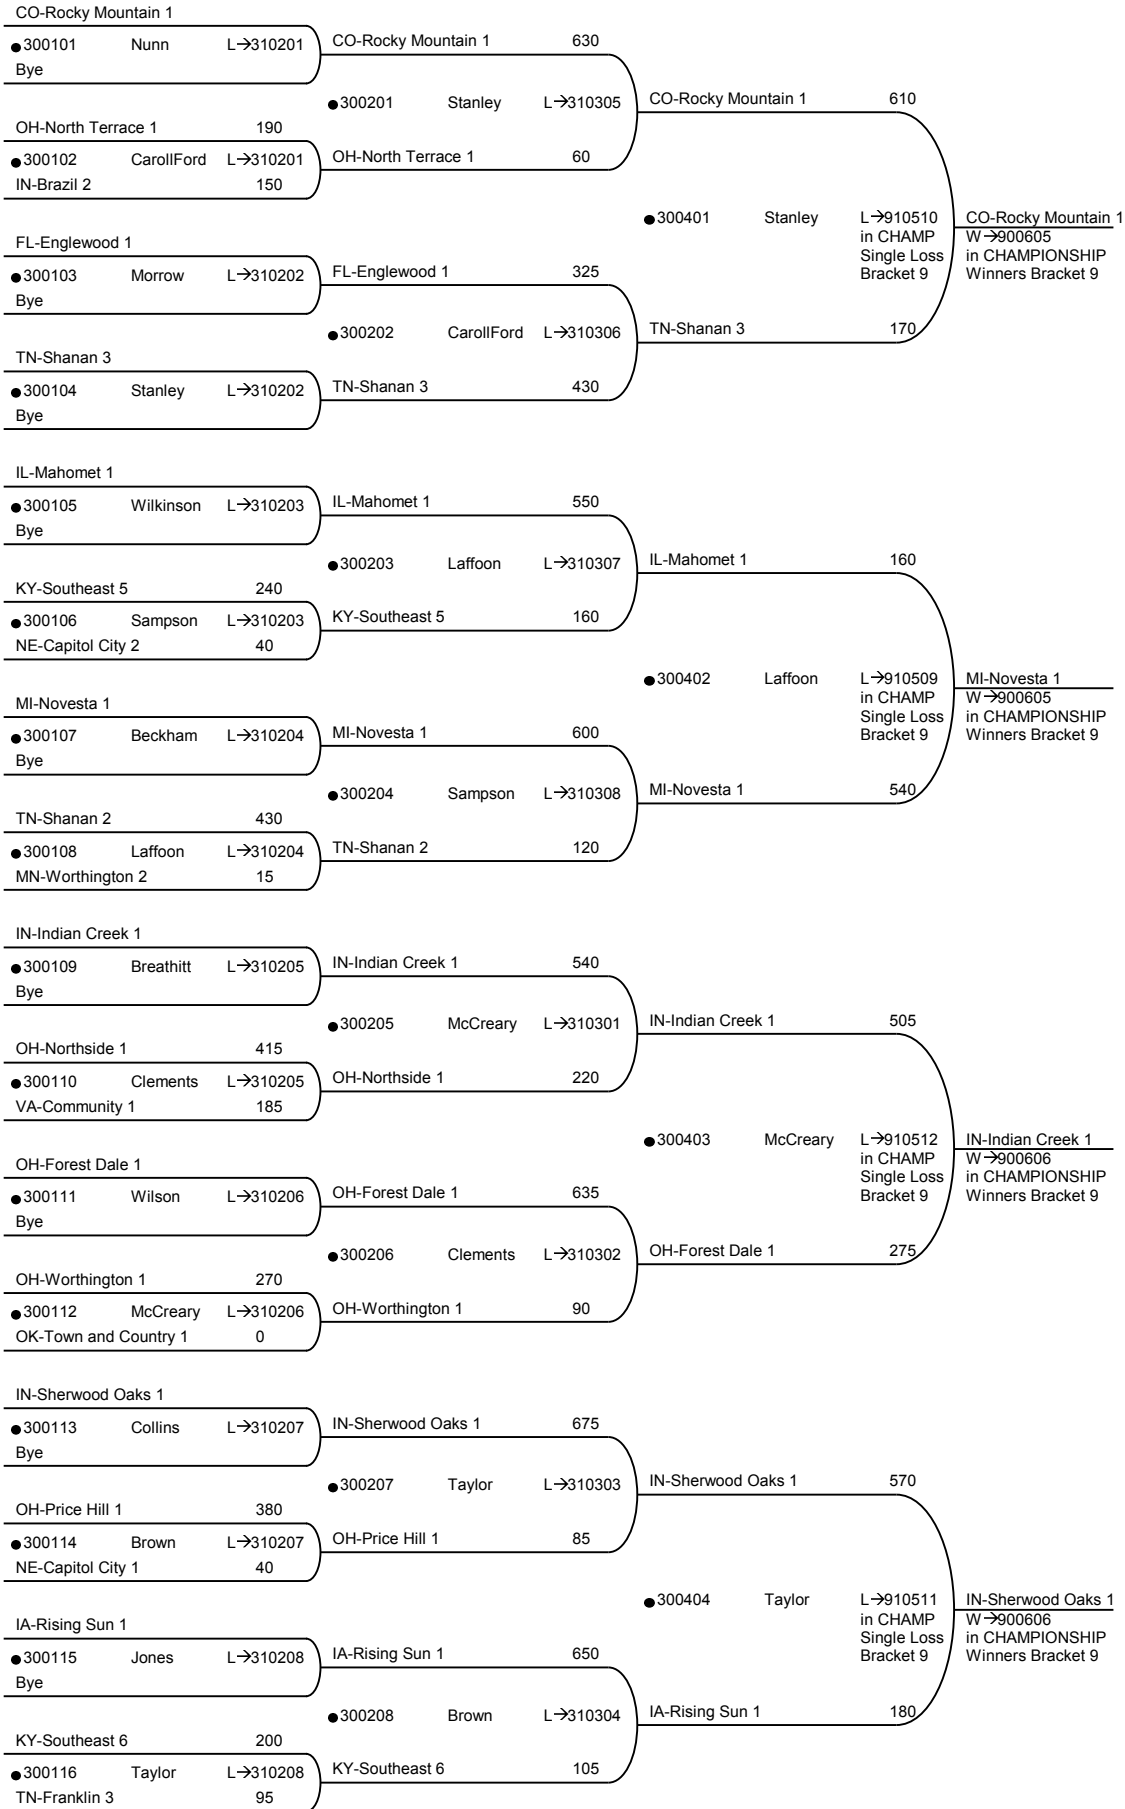 CO-Rocky Mountain 1
●300101 Nunn L→310201
Bye
OH-North Terrace 1 190
●300102 CarollFord L→310201
IN-Brazil 2 150
FL-Englewood 1
●300103 Morrow L→310202
Bye
TN-Shanan 3
●300104 Stanley L→310202
Bye
IL-Mahomet 1
●300105 Wilkinson L→310203
Bye
KY-Southeast 5 240
●300106 Sampson L→310203
NE-Capitol City 2 40
MI-Novesta 1
●300107 Beckham L→310204
Bye
TN-Shanan 2 430
●300108 Laffoon L→310204
MN-Worthington 2 15
IN-Indian Creek 1
●300109 Breathitt L→310205
Bye
OH-Northside 1 415
●300110 Clements L→310205
VA-Community 1 185
OH-Forest Dale 1
●300111 Wilson L→310206
Bye
OH-Worthington 1 270
●300112 McCreary L→310206
OK-Town and Country 1 0
IN-Sherwood Oaks 1
●300113 Collins L→310207
Bye
OH-Price Hill 1 380
●300114 Brown L→310207
NE-Capitol City 1 40
IA-Rising Sun 1
●300115 Jones L→310208
Bye
KY-Southeast 6 200
●300116 Taylor L→310208
TN-Franklin 3 95
CO-Rocky Mountain 1 630
●300201 Stanley L→310305
OH-North Terrace 1 60
FL-Englewood 1 325
●300202 CarollFord L→310306
TN-Shanan 3 430
IL-Mahomet 1 550
●300203 Laffoon L→310307
KY-Southeast 5 160
MI-Novesta 1 600
●300204 Sampson L→310308
TN-Shanan 2 120
IN-Indian Creek 1 540
●300205 McCreary L→310301
OH-Northside 1 220
OH-Forest Dale 1 635
●300206 Clements L→310302
OH-Worthington 1 90
IN-Sherwood Oaks 1 675
●300207 Taylor L→310303
OH-Price Hill 1 85
IA-Rising Sun 1 650
●300208 Brown L→310304
KY-Southeast 6 105
CO-Rocky Mountain 1 610
●300401 Stanley L→910510
in CHAMP
Single Loss
Bracket 9
TN-Shanan 3 170
IL-Mahomet 1 160
●300402 Laffoon L→910509
in CHAMP
Single Loss
Bracket 9
MI-Novesta 1 540
IN-Indian Creek 1 505
●300403 McCreary L→910512
in CHAMP
Single Loss
Bracket 9
OH-Forest Dale 1 275
IN-Sherwood Oaks 1 570
●300404 Taylor L→910511
in CHAMP
Single Loss
Bracket 9
IA-Rising Sun 1 180
CO-Rocky Mountain 1
W→900605
in CHAMPIONSHIP
Winners Bracket 9
MI-Novesta 1
W→900605
in CHAMPIONSHIP
Winners Bracket 9
IN-Indian Creek 1
W→900606
in CHAMPIONSHIP
Winners Bracket 9
IN-Sherwood Oaks 1
W→900606
in CHAMPIONSHIP
Winners Bracket 9